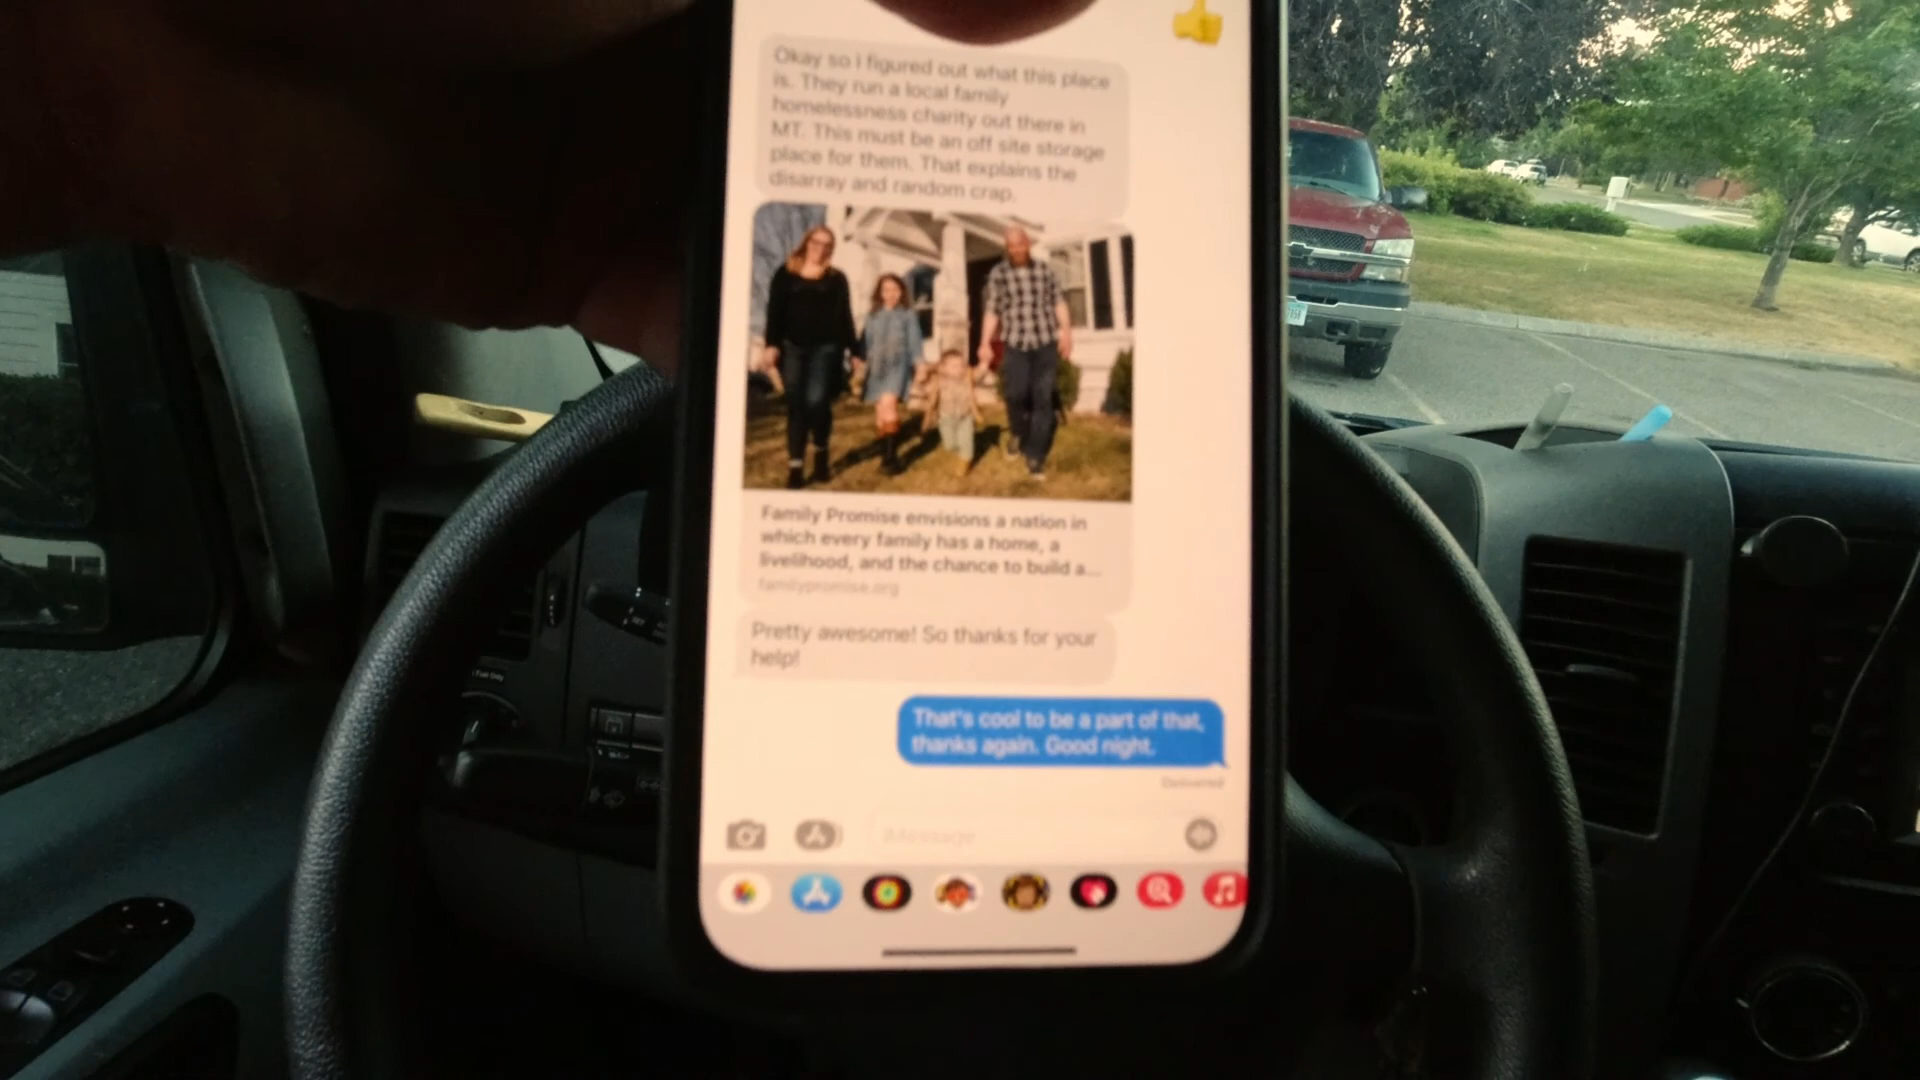 Okay so I figured out what this place
is. They run a local family
homelessness charity out there in
MT. This must be an off site storage
place for them. That explains the
disarray and random crap.
Family Promise envisions a nation in
which every family has a home, a
livelihood, and the chance to build a...
familypromise.org
Pretty awesome! So thanks for your
help!
That's cool to be a part of that,
thanks again. Good night.
Delivered
iMessage